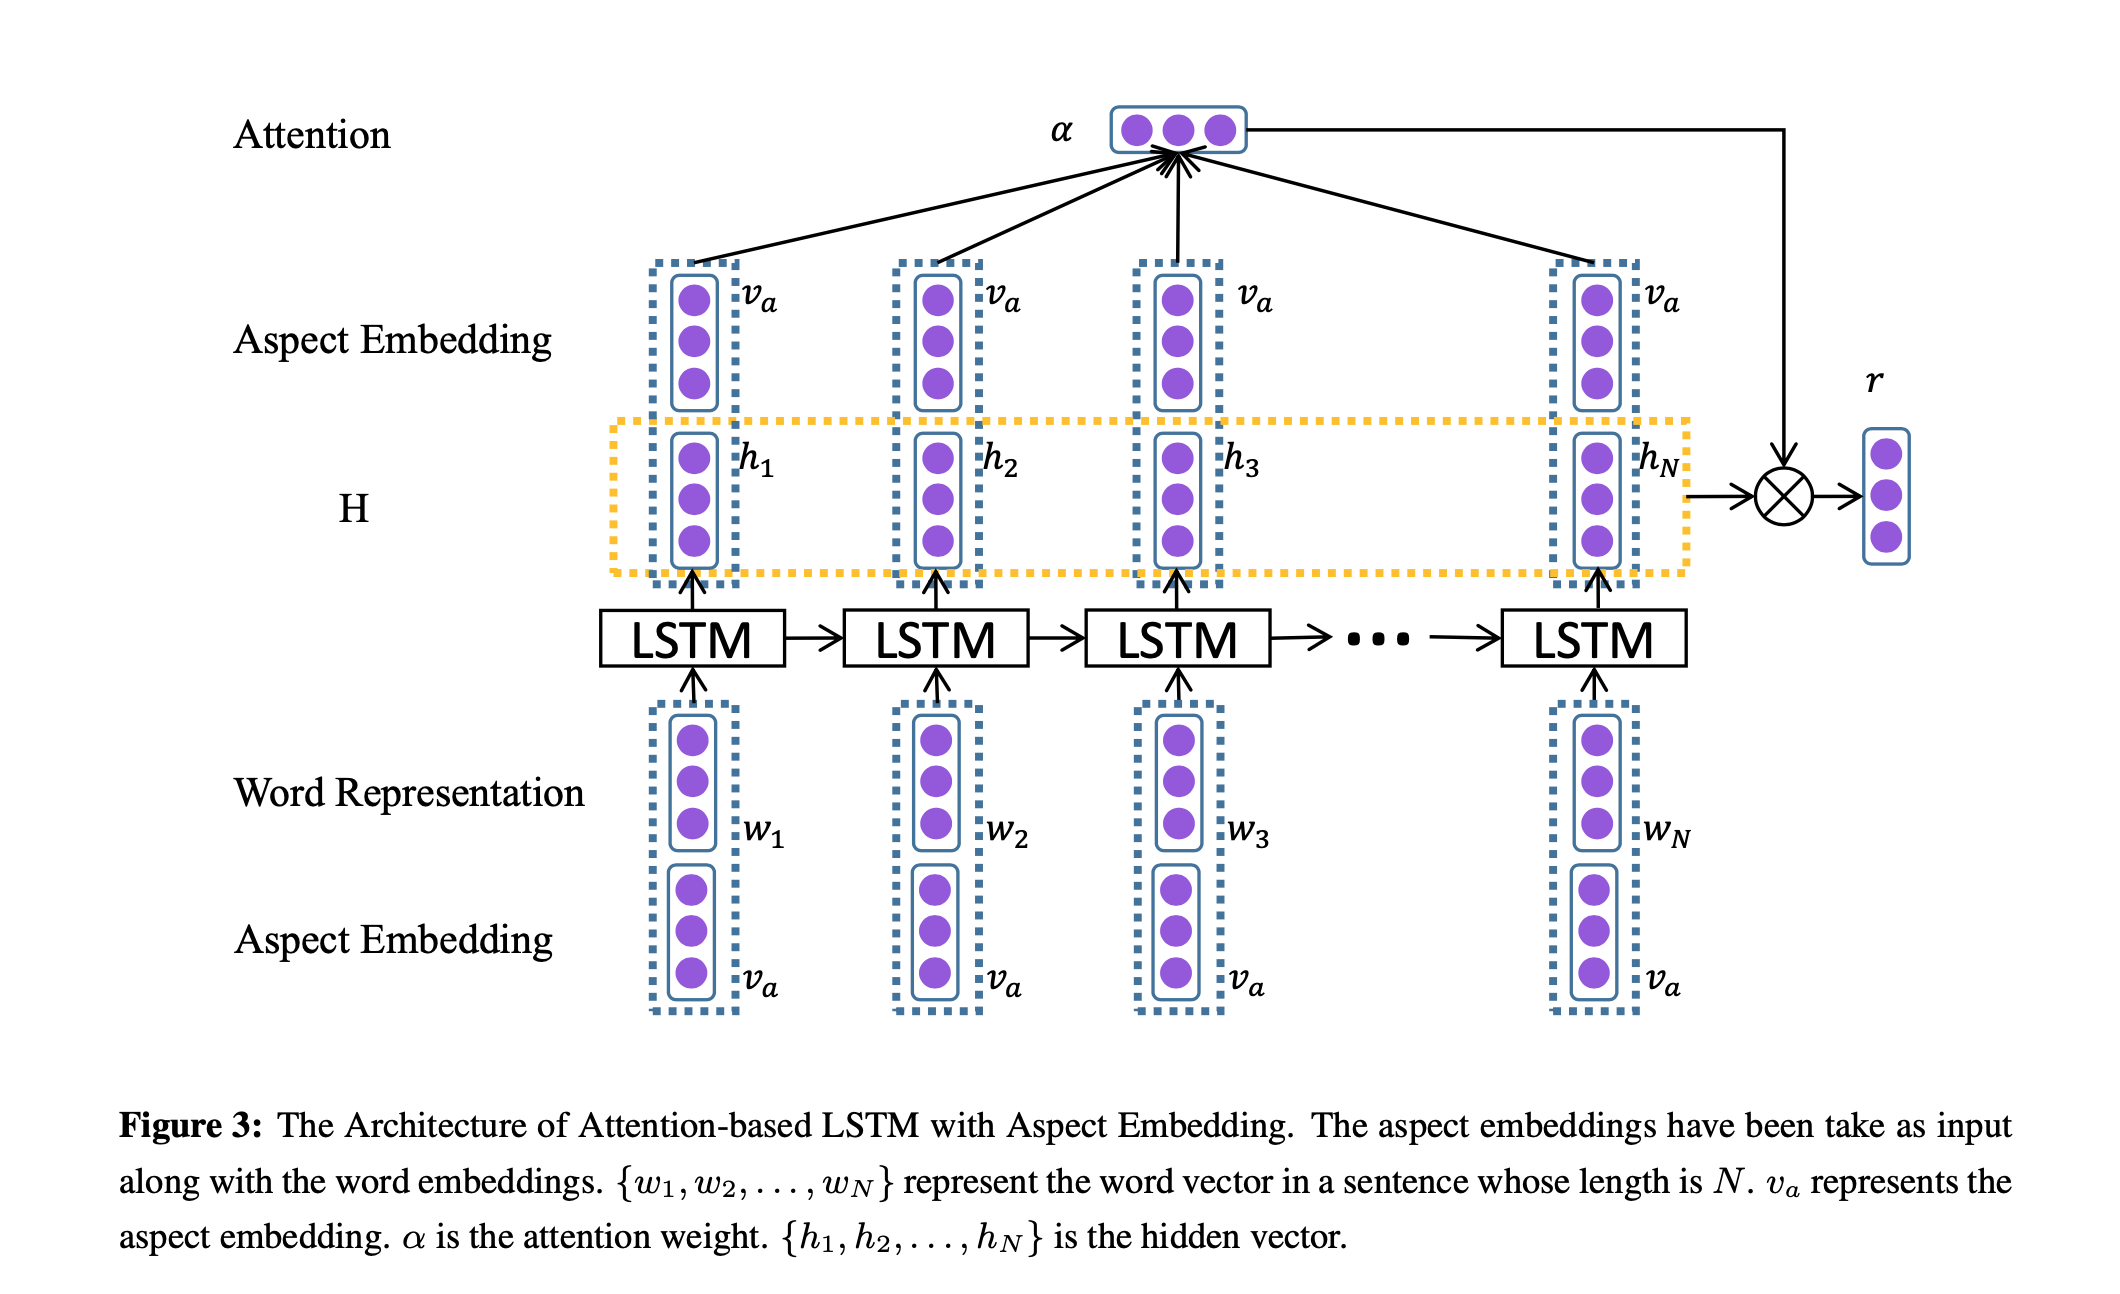 Attention
α
Aspect Embedding
v_a v_a v_a v_a
r
H
h_1 h_2 h_3 h_N
LSTM LSTM LSTM ••• LSTM
Word Representation
w_1 w_2 w_3 w_N
Aspect Embedding
v_a v_a v_a v_a
Figure 3: The Architecture of Attention-based LSTM with Aspect Embedding. The aspect embeddings have been take as input
along with the word embeddings. {w_1, w_2, . . . , w_N} represent the word vector in a sentence whose length is N. v_a represents the
aspect embedding. α is the attention weight. {h_1, h_2, . . . , h_N} is the hidden vector.